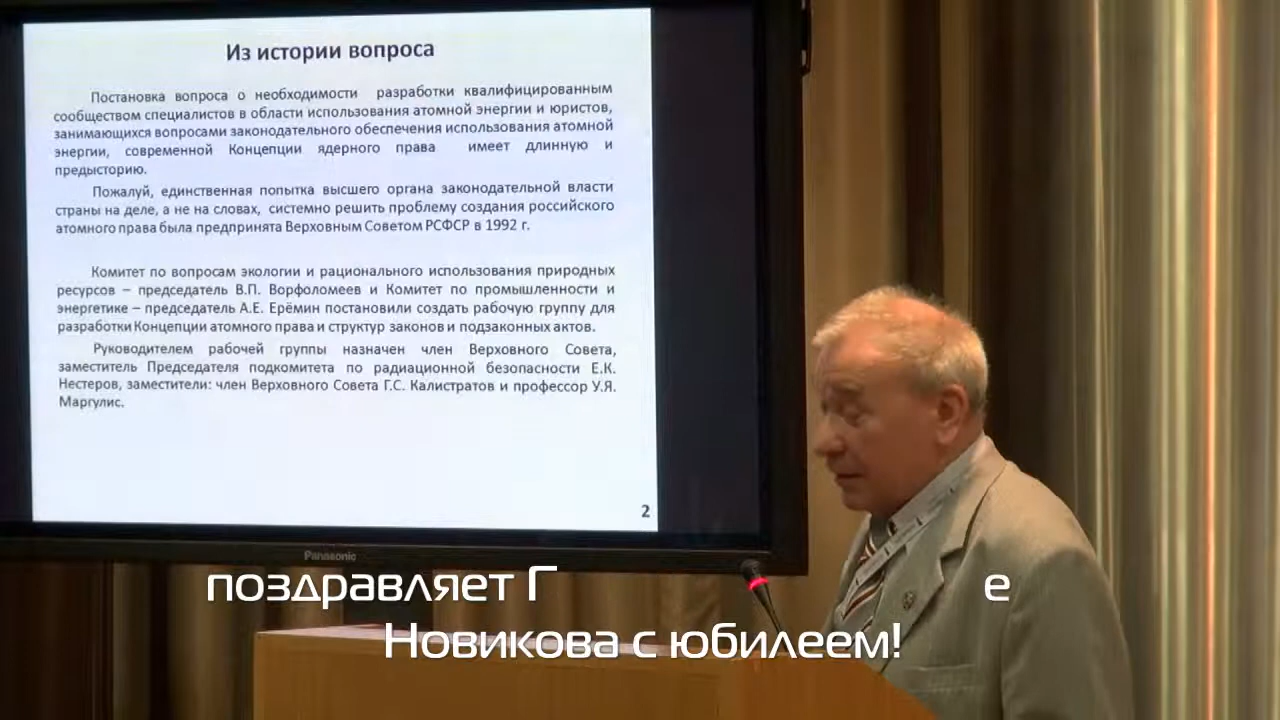 Из истории вопроса
Постановка вопроса о необходимости разработки квалифицированным
сообществом специалистов в области использования атомной энергии и юристов,
занимающихся вопросами законодательного обеспечения использования атомной
энергии, современной Концепции ядерного права имеет длинную и
предысторию.
Пожалуй, единственная попытка высшего органа законодательной власти
страны на деле, а не на словах, системно решить проблему создания российского
атомного права была предпринята Верховным Советом РСФСР в 1992 г.
Комитет по вопросам экологии и рационального использования природных
ресурсов – председатель В.П. Ворфоломеев и Комитет по промышленности и
энергетике – председатель А.Е. Ерёмин постановили создать рабочую группу для
разработки Концепции атомного права и структур законов и подзаконных актов.
Руководителем рабочей группы назначен член Верховного Совета,
заместитель Председателя подкомитета по радиационной безопасности Е.К.
Нестеров, заместители: член Верховного Совета Г.С. Калистратов и профессор У.Я.
Маргулис.
2
Panasonic
поздравляет Г е
Новикова с юбилеем!